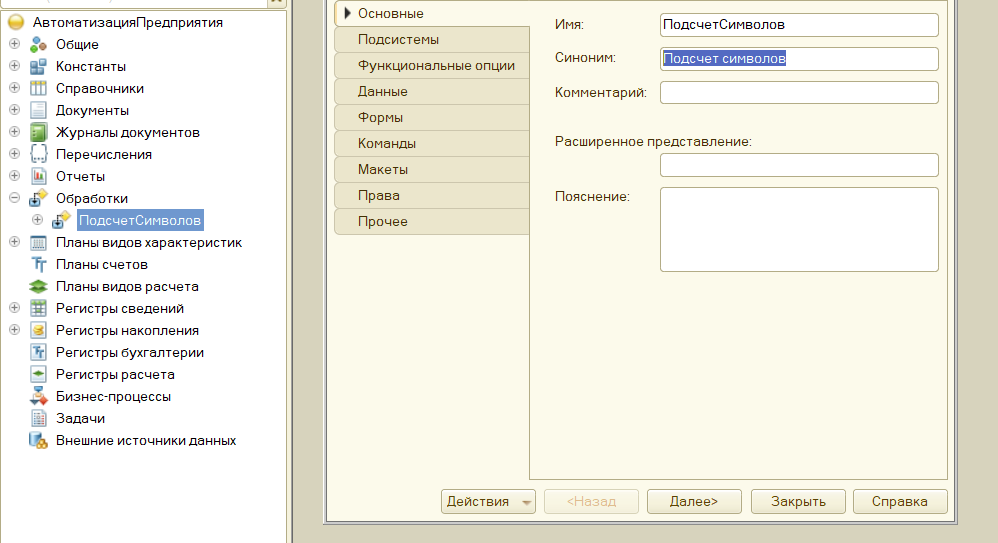 АвтоматизацияПредприятия
Общие
Константы
Справочники
Документы
Журналы документов
Перечисления
Отчеты
Обработки
ПодсчетСимволов
Планы видов характеристик
Планы счетов
Планы видов расчета
Регистры сведений
Регистры накопления
Регистры бухгалтерии
Регистры расчета
Бизнес-процессы
Задачи
Внешние источники данных
Основные
Подсистемы
Функциональные опции
Данные
Формы
Команды
Макеты
Права
Прочее
Имя: ПодсчетСимволов
Синоним: Подсчет символов
Комментарий:
Расширенное представление:
Пояснение:
Действия <Назад Далее> Закрыть Справка